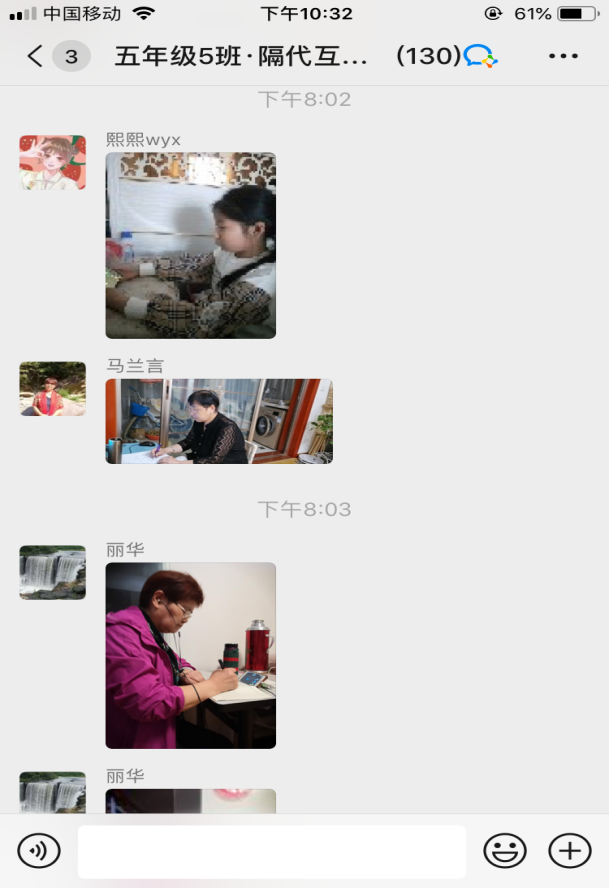 中国移动
下午10:32
61%
3
五年级5班·隔代互... (130)
下午8:02
熙熙wyx
马兰言
下午8:03
丽华
丽华